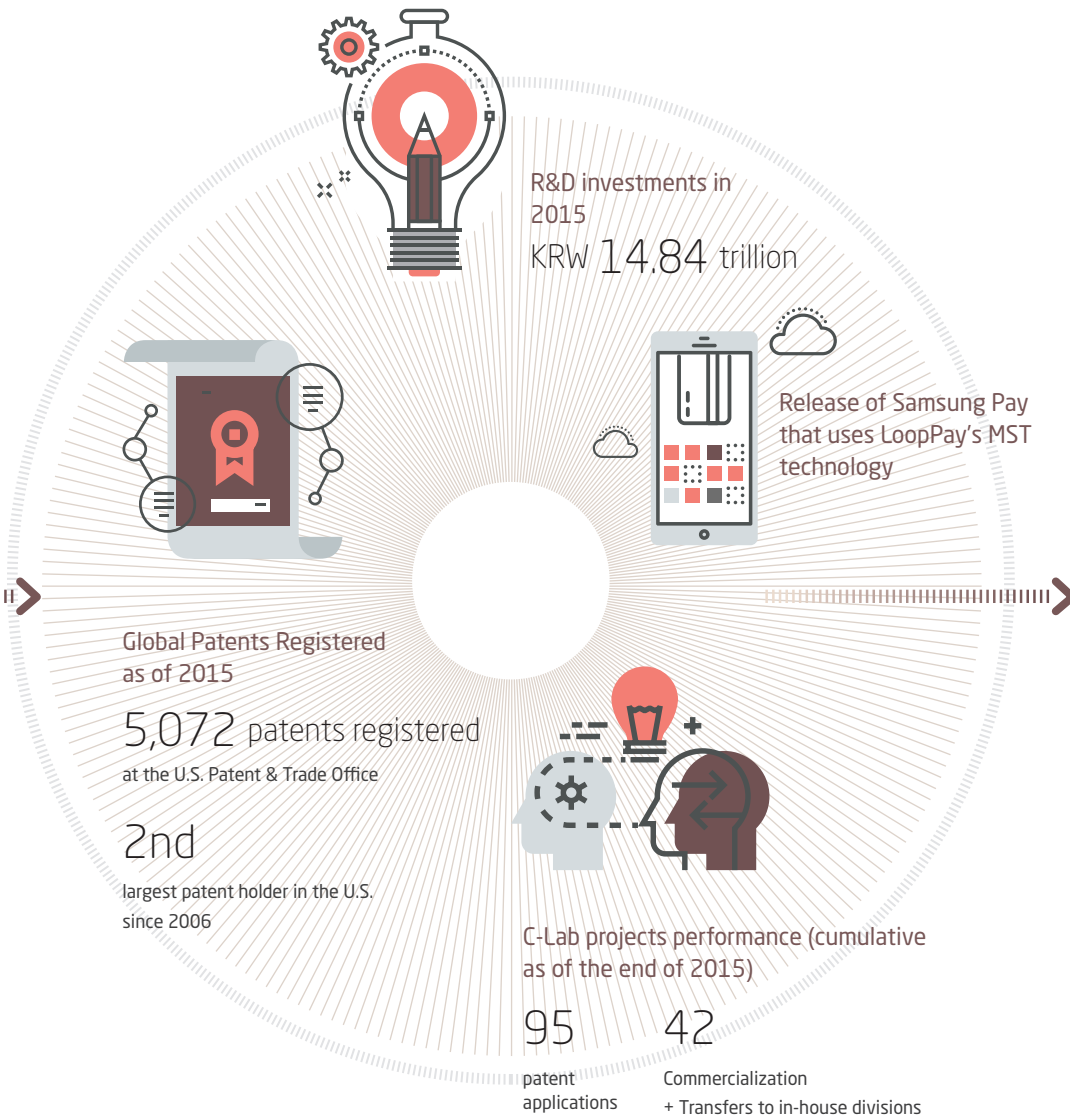 R&D investments in
2015
KRW 14.84 trillion
Release of Samsung Pay
that uses LoopPay's MST
technology
Global Patents Registered
as of 2015
5,072 patents registered
at the U.S. Patent & Trade Office
2nd
largest patent holder in the U.S.
since 2006
C-Lab projects performance (cumulative
as of the end of 2015)
95
patent
applications
42
Commercialization
+ Transfers to in-house divisions